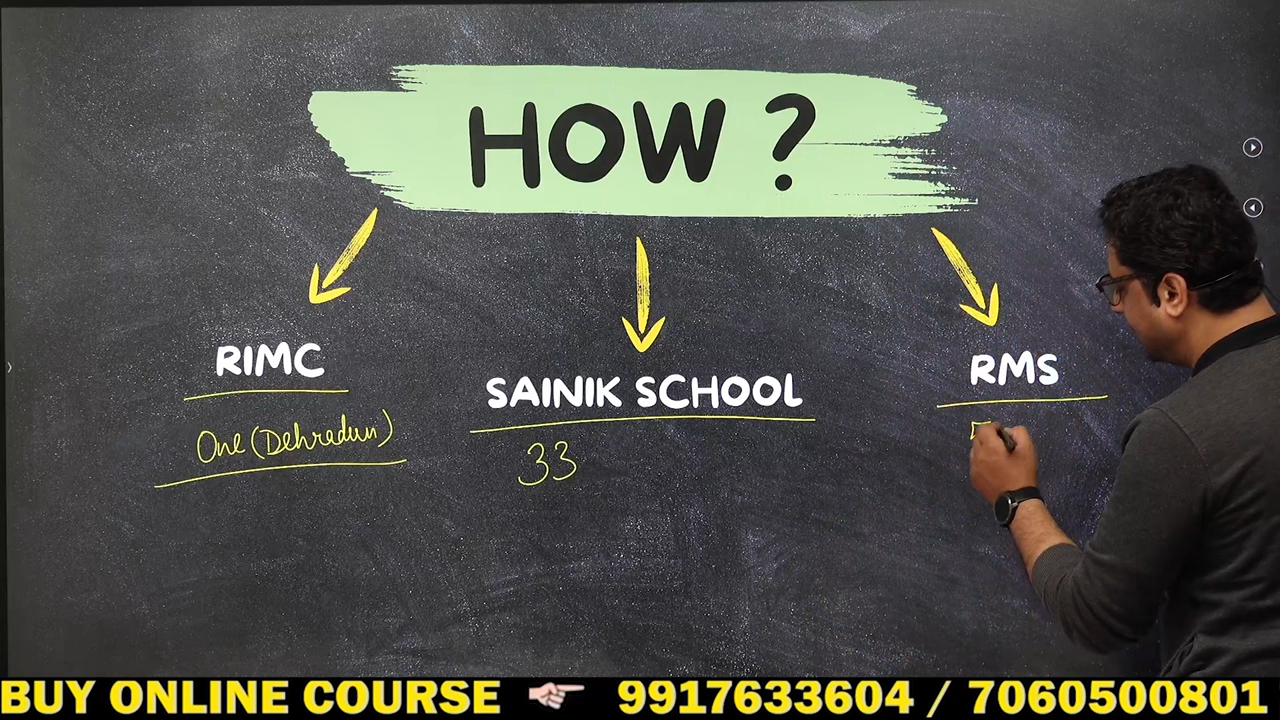 HOW ?
RIMC
SAINIK SCHOOL
RMS
One (Dehradun)
33
BUY ONLINE COURSE 9917633604 / 7060500801